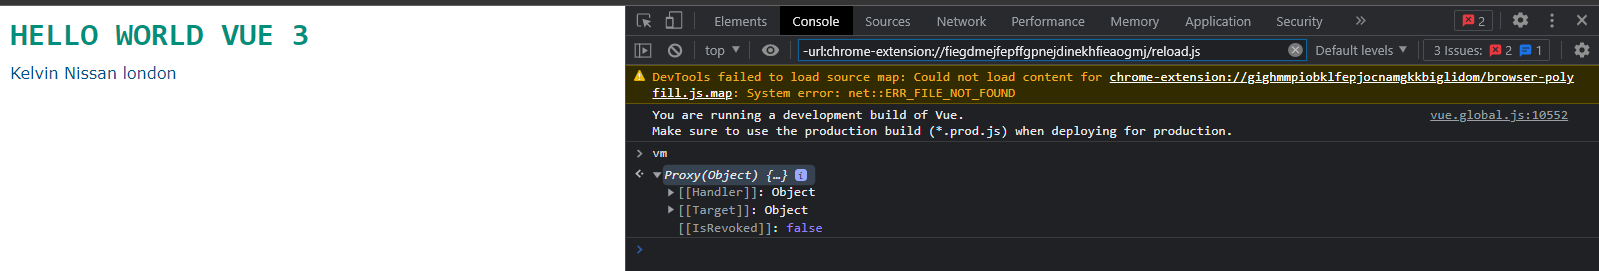 HELLO WORLD VUE 3
Kelvin Nissan london
Elements Console Sources Network Performance Memory Application Security » 2
top Default levels 3 Issues: 2 1
-url:chrome-extension://fiegdmejfepffgpnejdinekhfieaogmj/reload.js
DevTools failed to load source map: Could not load content for chrome-extension://gighmmpiobklfepjocnamgkkbiglidom/browser-poly
fill.js.map: System error: net::ERR_FILE_NOT_FOUND
You are running a development build of Vue. vue.global.js:10552
Make sure to use the production build (*.prod.js) when deploying for production.
> vm
Proxy(Object) {…} i
[[Handler]]: Object
[[Target]]: Object
[[IsRevoked]]: false
>